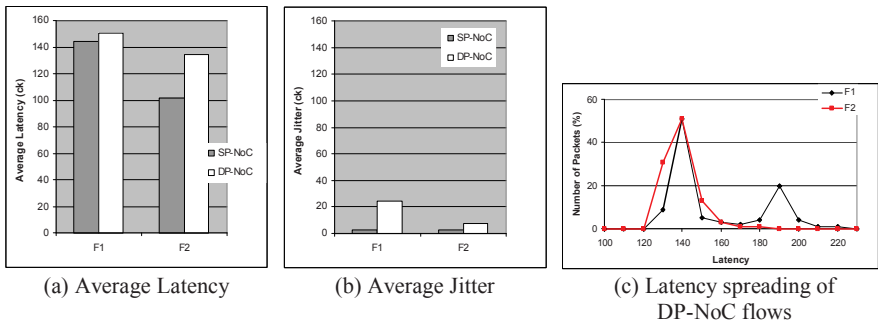 160
140
120
100
80
60
40
20
0
Average Latency (ck)
SP-NoC
DP-NoC
F1 F2
(a) Average Latency
160
140
120
100
80
60
40
20
0
Average Jitter (ck)
SP-NoC
DP-NoC
F1 F2
(b) Average Jitter
F1
F2
60
40
20
0
Number of Packets (%)
100 120 140 160 180 200 220
Latency
(c) Latency spreading of
DP-NoC flows